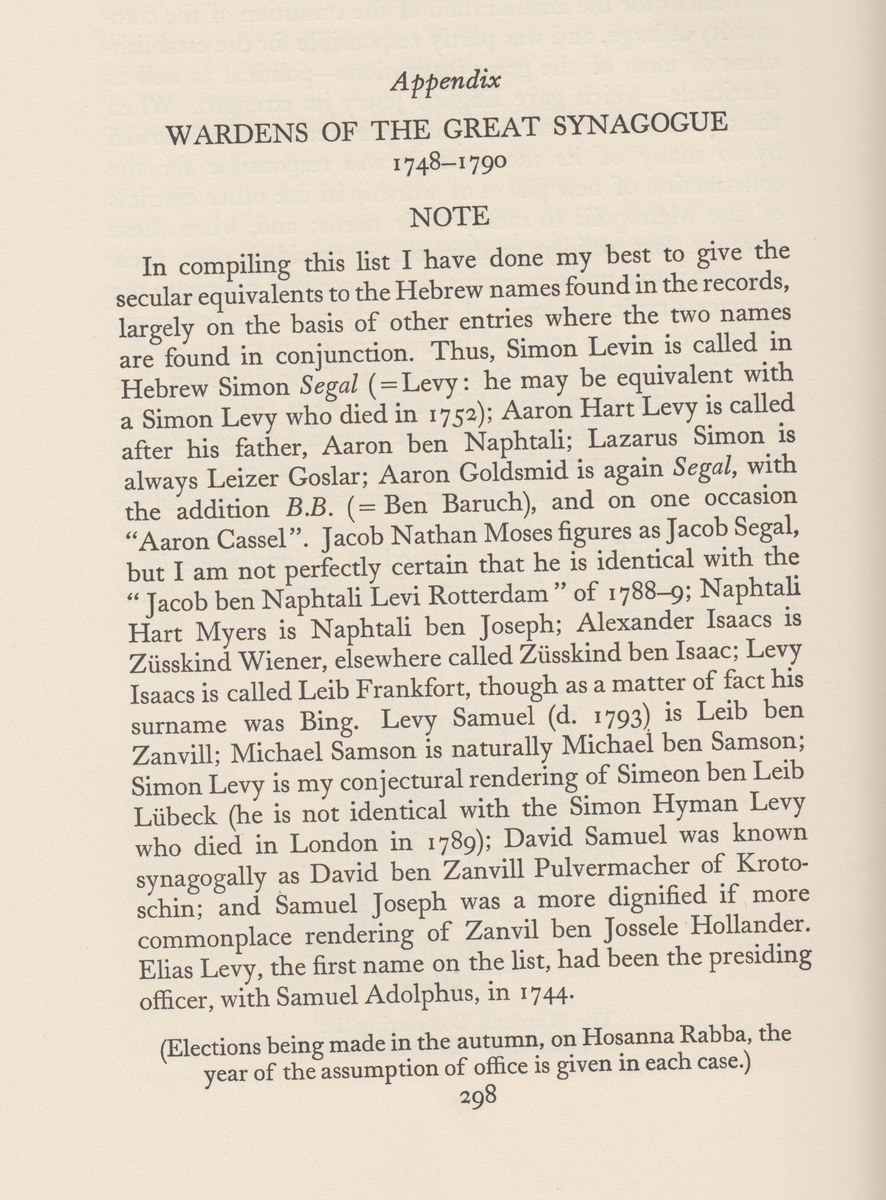 Appendix
WARDENS OF THE GREAT SYNAGOGUE
1748–1790
NOTE
In compiling this list I have done my best to give the
secular equivalents to the Hebrew names found in the records,
largely on the basis of other entries where the two names
are found in conjunction. Thus, Simon Levin is called in
Hebrew Simon Segal (=Levy: he may be equivalent with
a Simon Levy who died in 1752); Aaron Hart Levy is called
after his father, Aaron ben Naphtali; Lazarus Simon is
always Leizer Goslar; Aaron Goldsmid is again Segal, with
the addition B.B. (= Ben Baruch), and on one occasion
“Aaron Cassel”. Jacob Nathan Moses figures as Jacob Segal,
but I am not perfectly certain that he is identical with the
“Jacob ben Naphtali Levi Rotterdam” of 1788–9; Naphtali
Hart Myers is Naphtali ben Joseph; Alexander Isaacs is
Züsskind Wiener, elsewhere called Züsskind ben Isaac; Levy
Isaacs is called Leib Frankfort, though as a matter of fact his
surname was Bing. Levy Samuel (d. 1793) is Leib ben
Zanvill; Michael Samson is naturally Michael ben Samson;
Simon Levy is my conjectural rendering of Simeon ben Leib
Lübeck (he is not identical with the Simon Hyman Levy
who died in London in 1789); David Samuel was known
synagogally as David ben Zanvill Pulvermacher of Kroto-
schin; and Samuel Joseph was a more dignified if more
commonplace rendering of Zanvil ben Jossele Hollander.
Elias Levy, the first name on the list, had been the presiding
officer, with Samuel Adolphus, in 1744.
(Elections being made in the autumn, on Hosanna Rabba, the
year of the assumption of office is given in each case.)
298